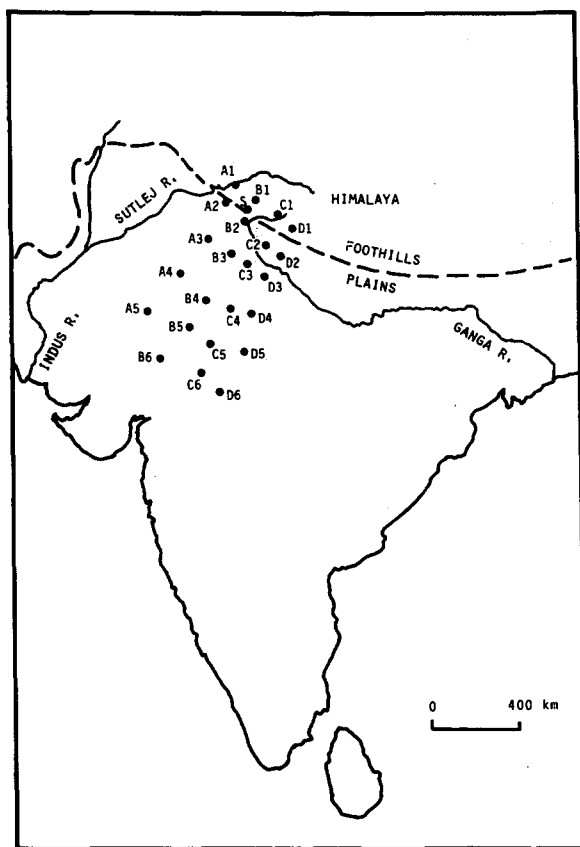 A1
SUTLEJ R.
A2
S
B1
HIMALAYA
C1
B2
D1
A3
C2
FOOTHILLS
B3
D2
C3
PLAINS
A4
D3
B4
A5
C4
D4
B5
GANGA R.
INDUS R.
C5
D5
B6
C6
D6
0 400 km